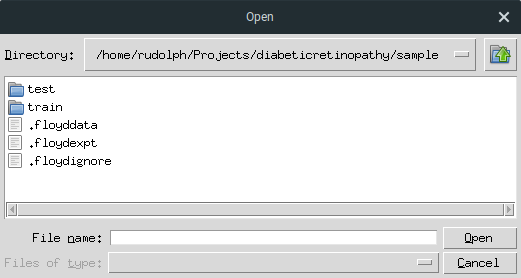 Open
Directory: /home/rudolph/Projects/diabeticretinopathy/sample
test
train
.floyddata
.floydexpt
.floydignore
File name: Open
Files of type: Cancel